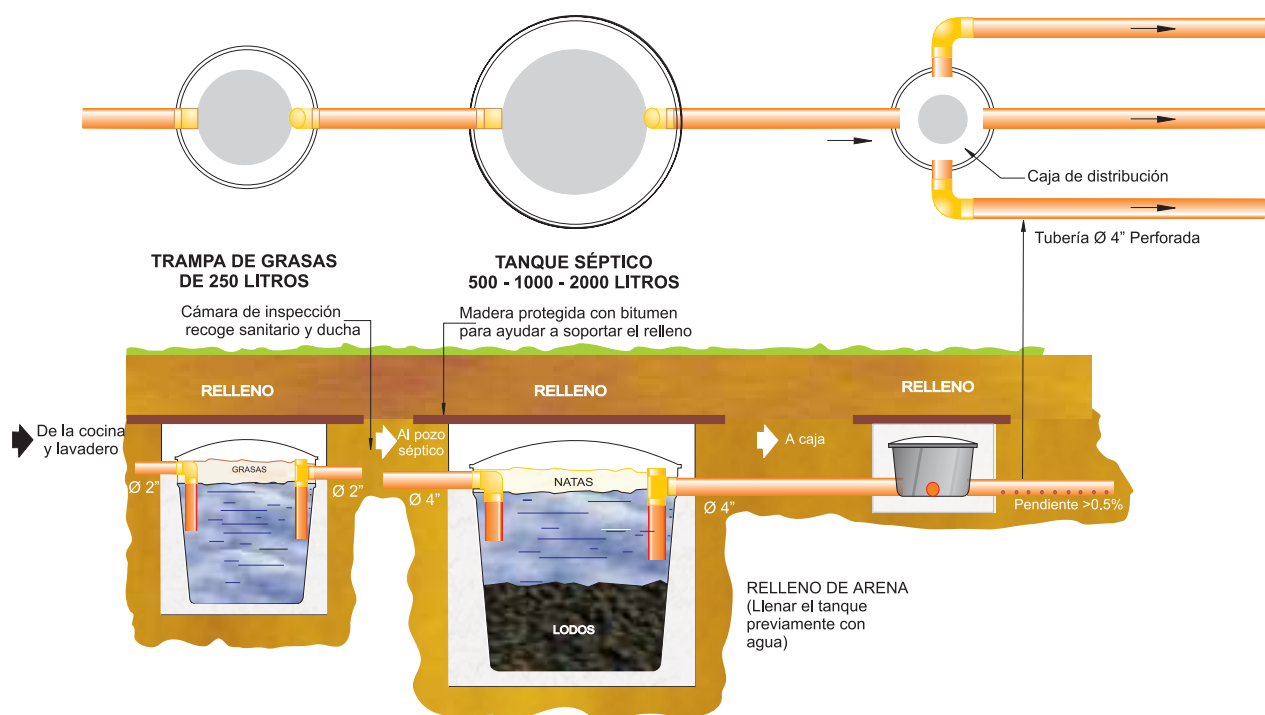 Caja de distribución
Tubería Ø 4” Perforada
TRAMPA DE GRASAS
DE 250 LITROS
TANQUE SÉPTICO
500 - 1000 - 2000 LITROS
Cámara de inspección
recoge sanitario y ducha
Madera protegida con bitumen
para ayudar a soportar el relleno
RELLENO
RELLENO
RELLENO
De la cocina
y lavadero
Al pozo
séptico
A caja
GRASAS
NATAS
Ø 2”
Ø 2”
Ø 4”
Ø 4”
Pendiente >0.5%
RELLENO DE ARENA
(Llenar el tanque
previamente con
agua)
LODOS